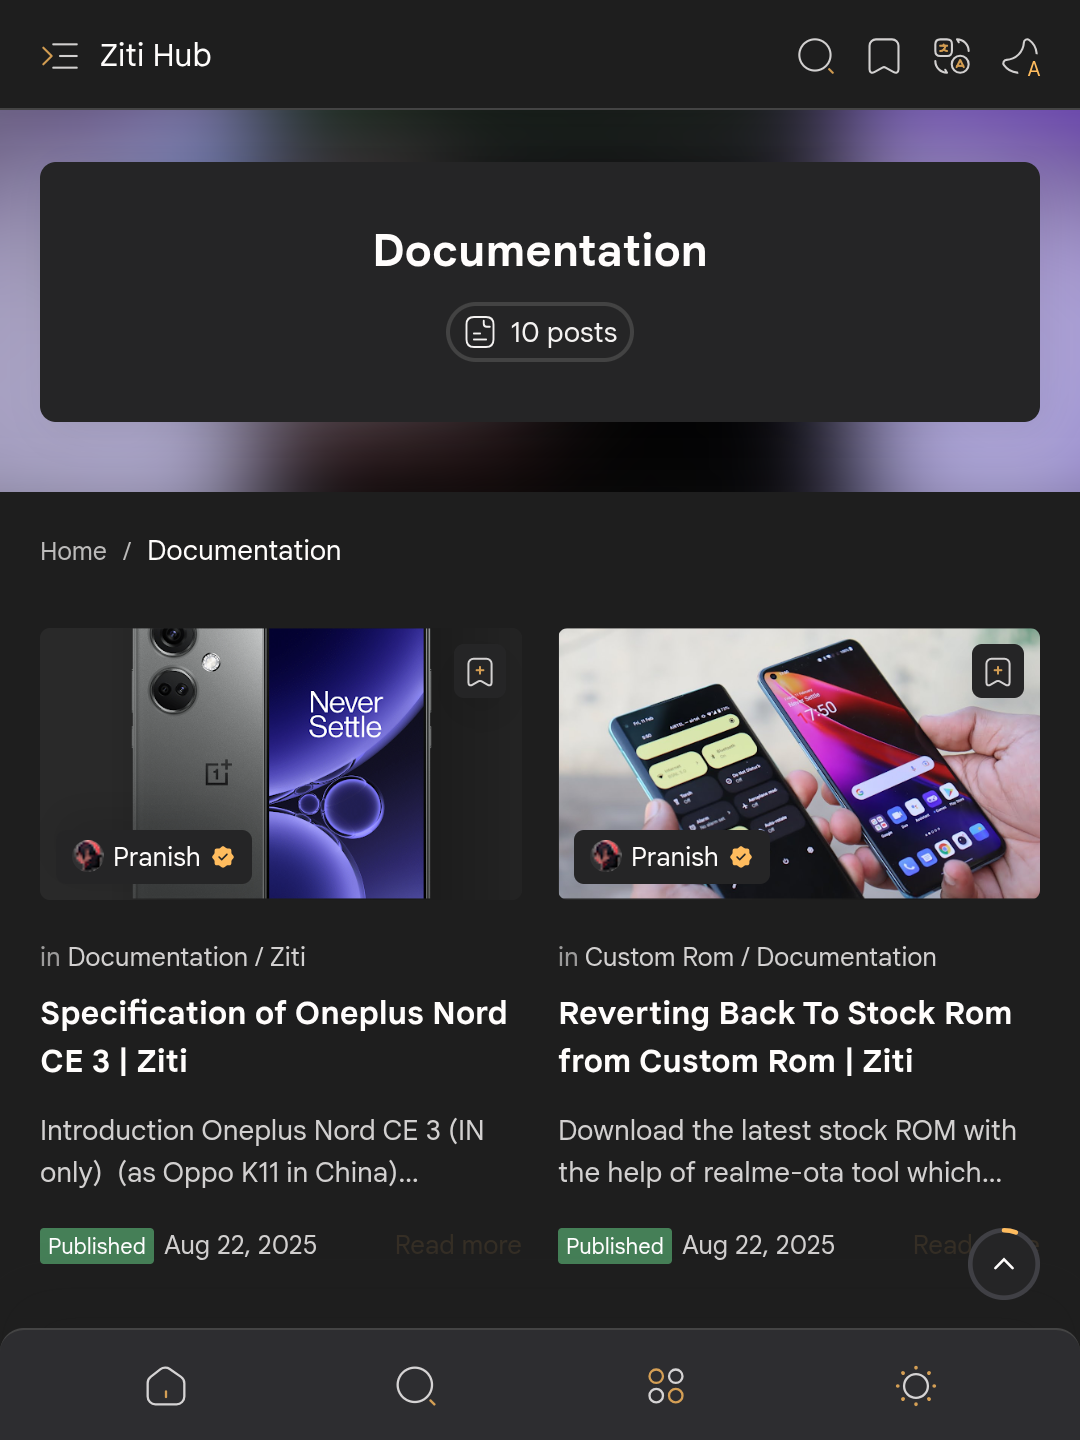 Ziti Hub
Documentation
10 posts
Home / Documentation
Never
Settle
Pranish
in Documentation / Ziti
Specification of Oneplus Nord
CE 3 | Ziti
Introduction Oneplus Nord CE 3 (IN
only)  (as Oppo K11 in China)...
Published Aug 22, 2025 Read more
7:50
Pranish
in Custom Rom / Documentation
Reverting Back To Stock Rom
from Custom Rom | Ziti
Download the latest stock ROM with
the help of realme-ota tool which...
Published Aug 22, 2025 Read